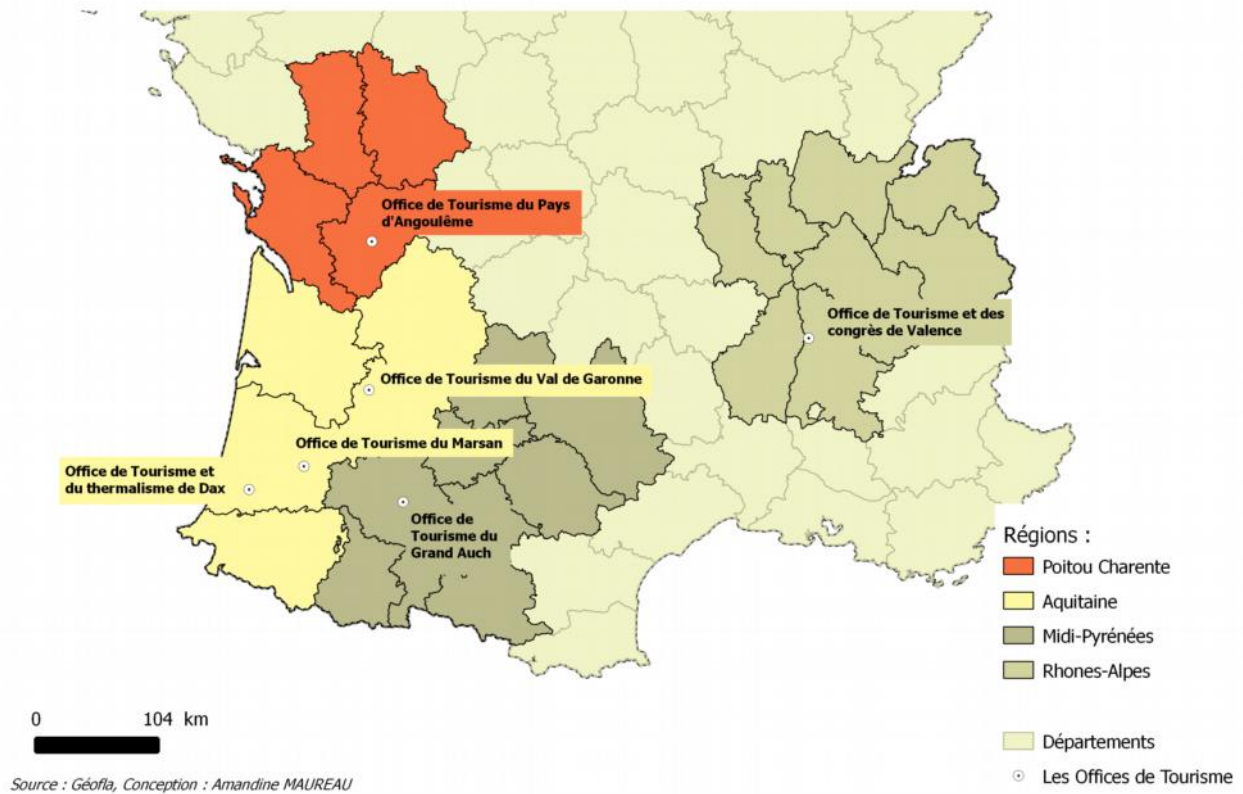 Office de Tourisme du Pays
d'Angoulême
Office de Tourisme et des
congrès de Valence
Office de Tourisme du Val de Garonne
Office de Tourisme du Marsan
Office de Tourisme et
du thermalisme de Dax
Office de
Tourisme du
Grand Auch
Régions :
Poitou Charente
Aquitaine
Midi-Pyrénées
Rhones-Alpes
Départements
Les Offices de Tourisme
0 104 km
Source : Géofla, Conception : Amandine MAUREAU